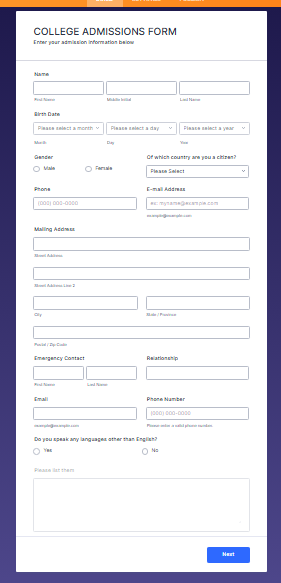 COLLEGE ADMISSIONS FORM
Enter your admission information below
Name
First Name Middle Initial Last Name
Birth Date
Please select a month Please select a day Please select a year
Month Day Year
Gender Of which country are you a citizen?
Male Female Please Select
Phone E-mail Address
(000) 000-0000 ex: myname@example.com
example@example.com
Mailing Address
Street Address
Street Address Line 2
City State / Province
Postal / Zip Code
Emergency Contact Relationship
First Name Last Name
Email Phone Number
(000) 000-0000
example@example.com Please enter a valid phone number.
Do you speak any languages other than English?
Yes No
Please list them
Next